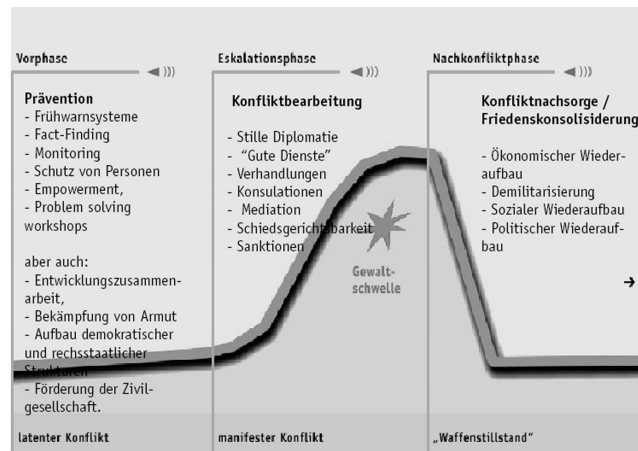 Vorphase
Prävention
- Frühwarnsysteme
- Fact-Finding
- Monitoring
- Schutz von Personen
- Empowerment,
- Problem solving
workshops
aber auch:
- Entwicklungszusammen-
arbeit,
- Bekämpfung von Armut
- Aufbau demokratischer
und rechsstaatlicher
Strukturen
- Förderung der Zivil-
gesellschaft.
latenter Konflikt
Eskalationsphase
Konfliktbearbeitung
- Stille Diplomatie
- “Gute Dienste”
- Verhandlungen
- Konsulationen
- Mediation
- Schiedsgerichtsbarkeit
- Sanktionen
Gewalt-
schwelle
manifester Konflikt
Nachkonfliktphase
Konfliktnachsorge /
Friedenskonsolisiderung
- Ökonomischer Wieder-
aufbau
- Demilitarisierung
- Sozialer Wiederaufbau
- Politischer Wiederauf-
bau
„Waffenstillstand“